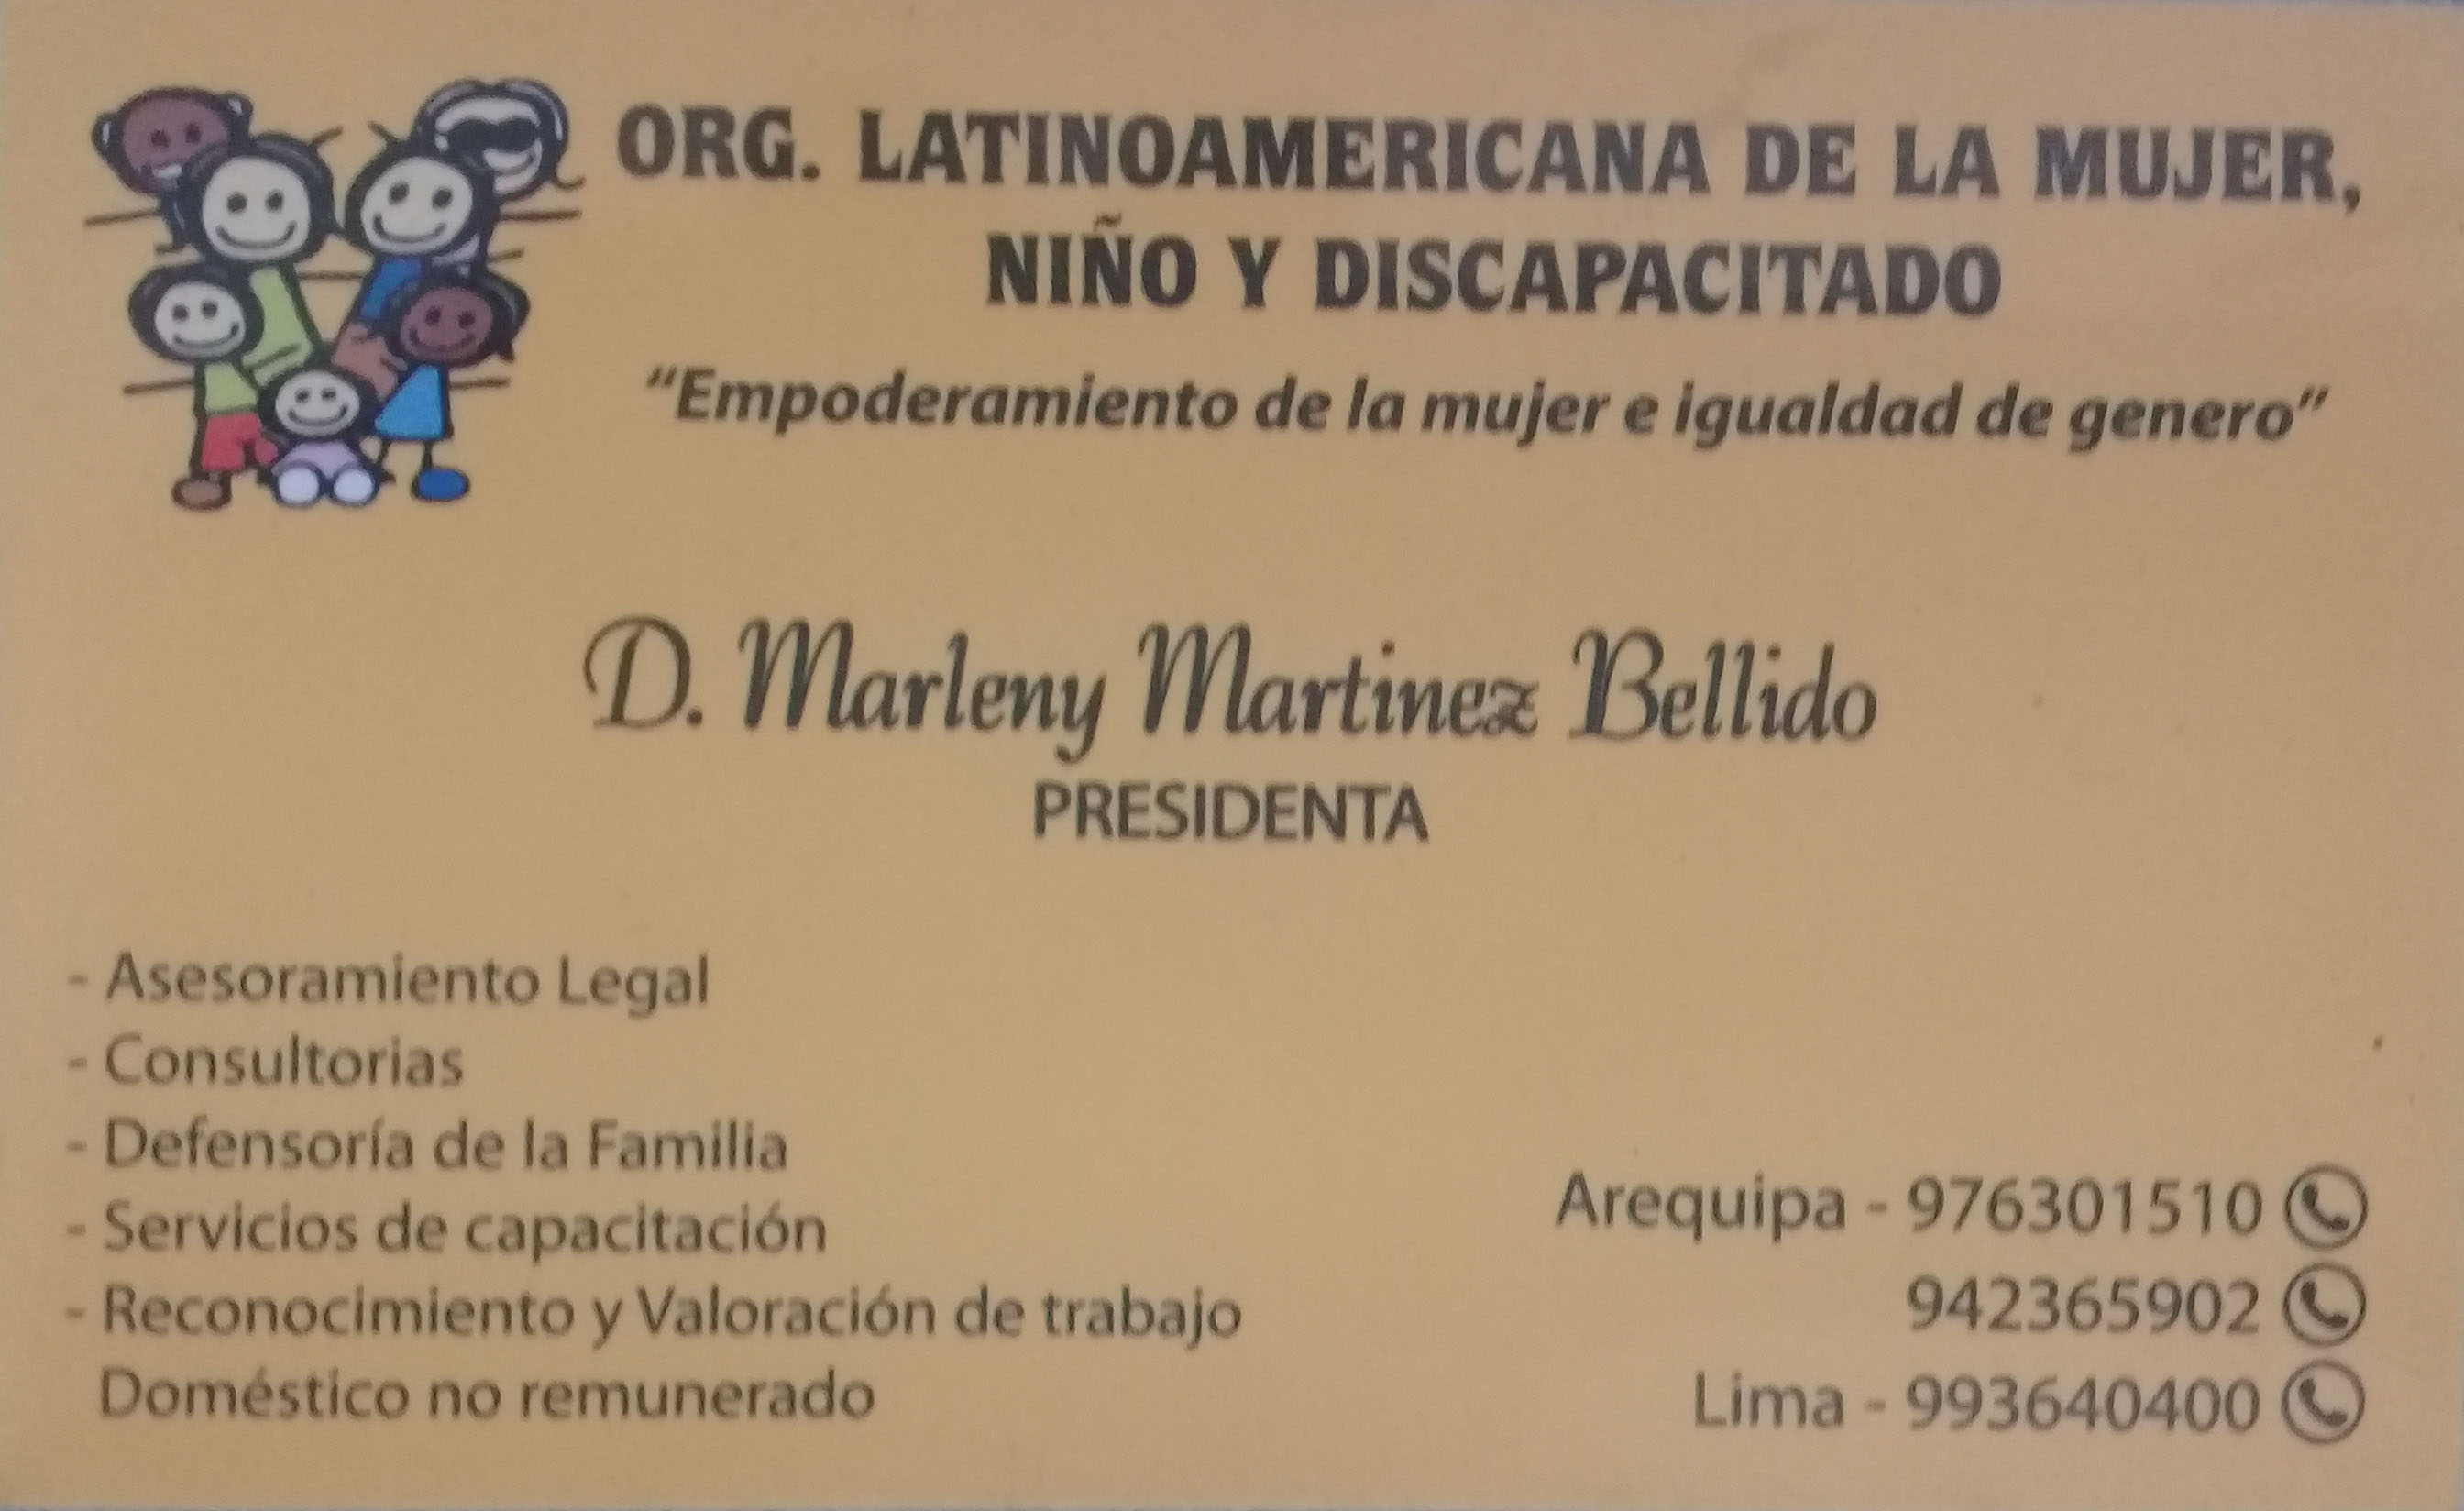 ORG. LATINOAMERICANA DE LA MUJER,
NIÑO Y DISCAPACITADO
“Empoderamiento de la mujer e igualdad de genero”
D. Marleny Martinez Bellido
PRESIDENTA
- Asesoramiento Legal
- Consultorias
- Defensoría de la Familia
- Servicios de capacitación
- Reconocimiento y Valoración de trabajo
Doméstico no remunerado
Arequipa - 976301510
942365902
Lima - 993640400